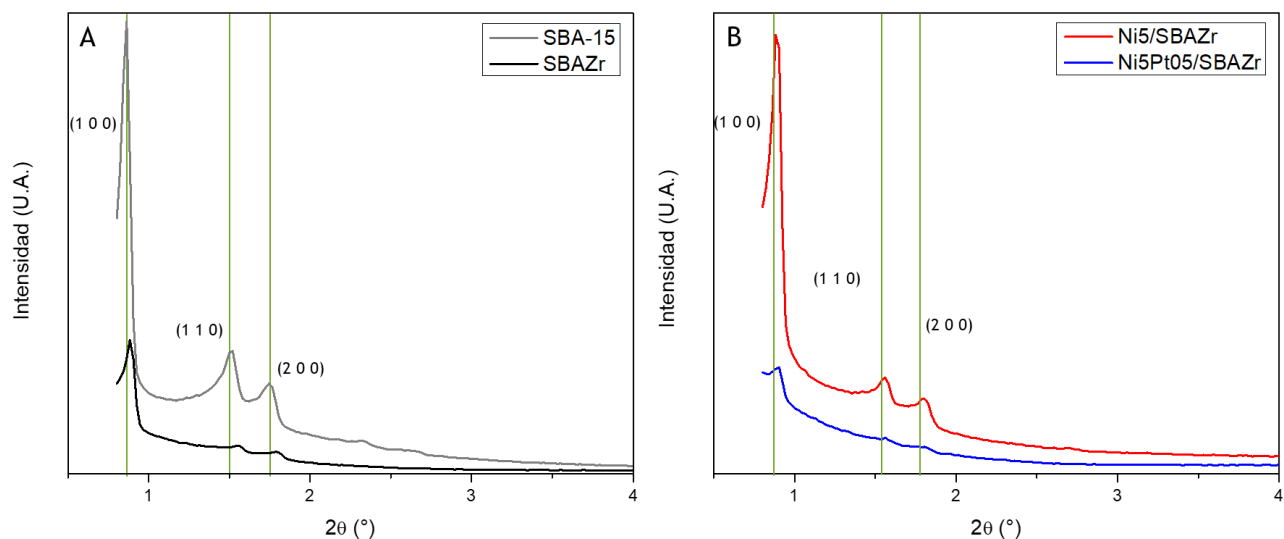 A
SBA-15
SBAZr
(1 0 0)
(1 1 0)
(2 0 0)
Intensidad (U.A.)
1
2
3
4
2θ (°)
B
Ni5/SBAZr
Ni5Pt05/SBAZr
(1 0 0)
(1 1 0)
(2 0 0)
Intensidad (U.A.)
1
2
3
4
2θ (°)